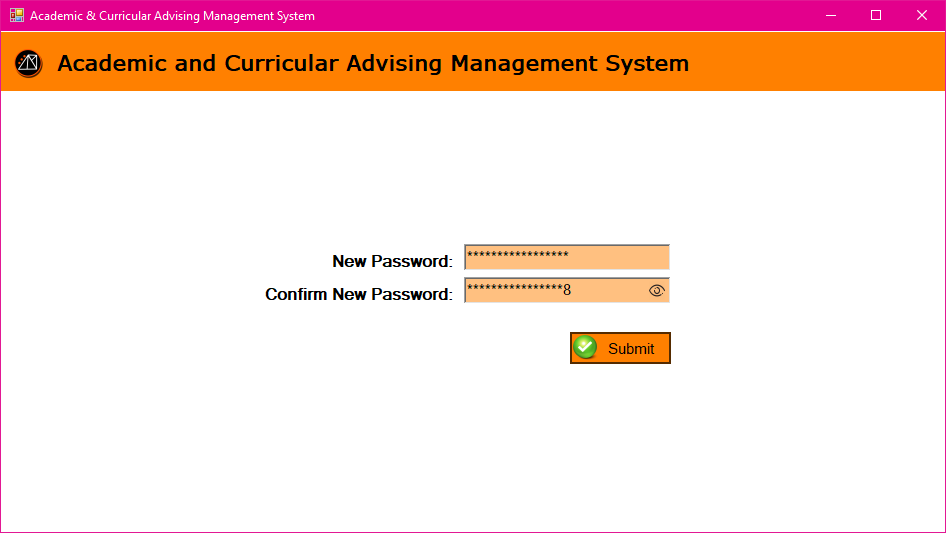 Academic & Curricular Advising Management System
Academic and Curricular Advising Management System
New Password: *****************
Confirm New Password: ****************8
Submit